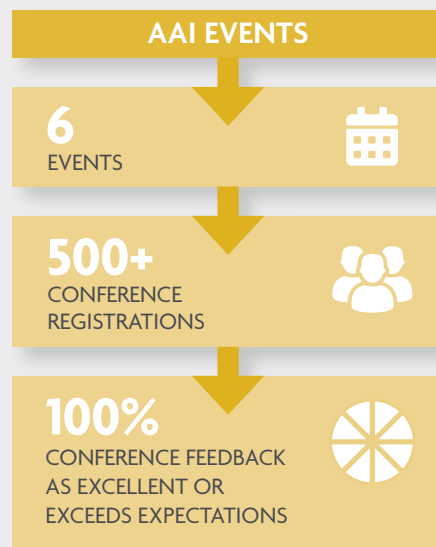 AAI EVENTS
6
EVENTS
500+
CONFERENCE
REGISTRATIONS
100%
CONFERENCE FEEDBACK
AS EXCELLENT OR
EXCEEDS EXPECTATIONS